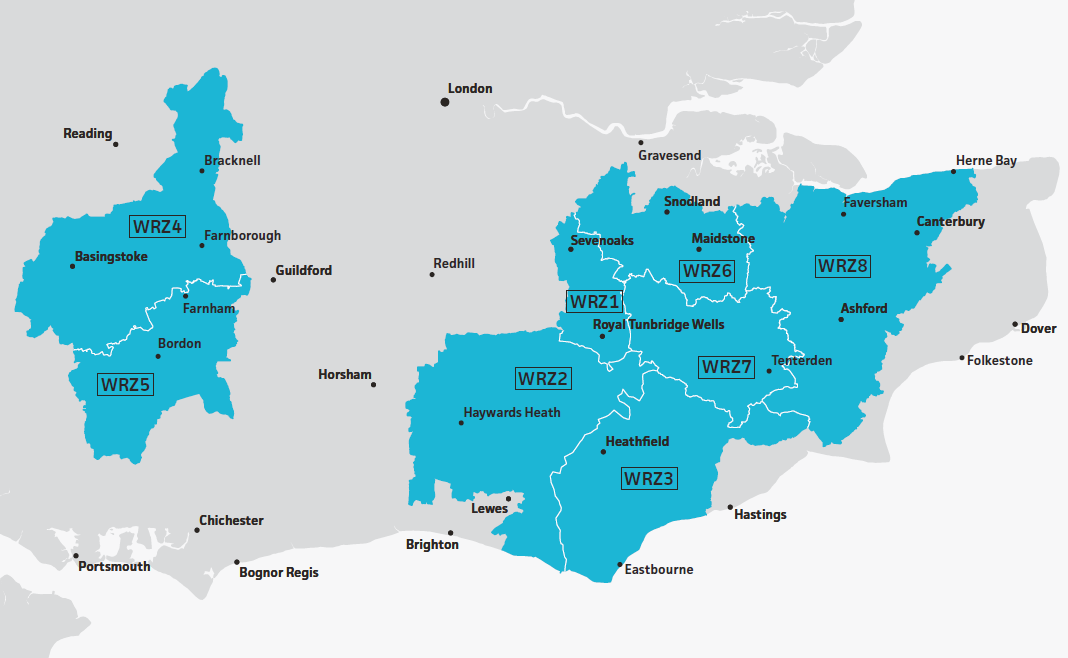 London
Reading
Gravesend
Bracknell
Herne Bay
Snodland
Faversham
WRZ4
Canterbury
Farnborough
Sevenoaks
Maidstone
Basingstoke
Redhill
WRZ6
WRZ8
Guildford
WRZ1
Farnham
Ashford
Royal Tunbridge Wells
Dover
Bordon
Tenterden
Folkestone
WRZ7
Horsham
WRZ2
WRZ5
Haywards Heath
Heathfield
WRZ3
Lewes
Hastings
Chichester
Brighton
Portsmouth
Eastbourne
Bognor Regis